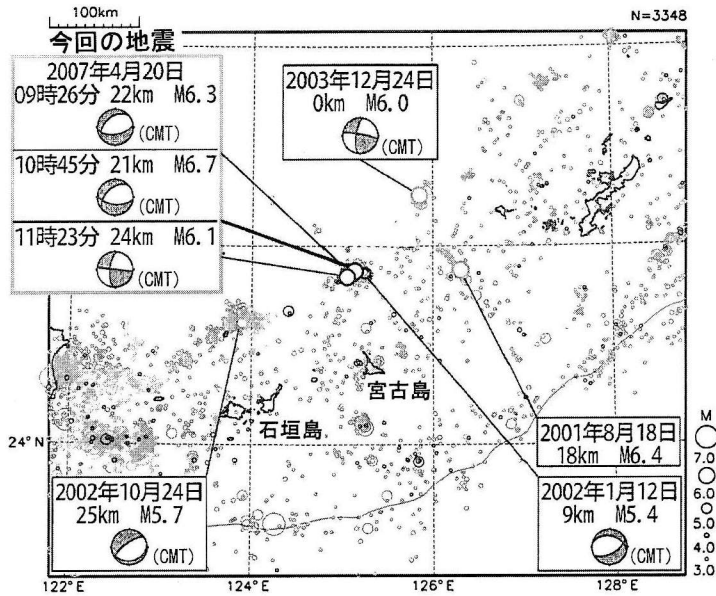 100km
N=3348
今回の地震
2007年4月20日
09時26分 22km M6.3
(CMT)
10時45分 21km M6.7
(CMT)
11時23分 24km M6.1
(CMT)
2003年12月24日
0km M6.0
(CMT)
宮古島
石垣島
24°N
2001年8月18日
18km M6.4
2002年10月24日
25km M5.7
(CMT)
2002年1月12日
9km M5.4
(CMT)
M
7.0
6.0
5.0
4.0
3.0
122°E
124°E
126°E
128°E